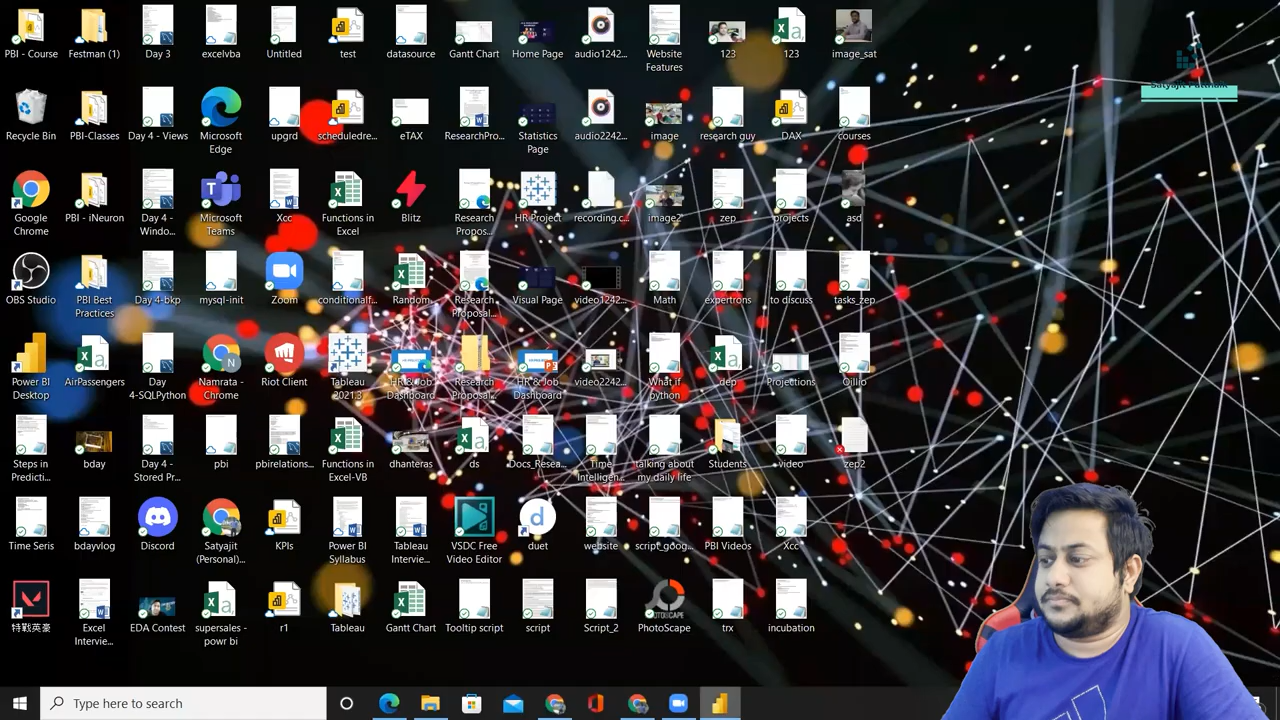 PBI - Course
Festman (1)
Day 3
excelvba
Untitled
test
datasource
Gantt Chart
Home Page
audio1242...
Website
Features
123
123
image_sat
Recycle Bin
PBI-Classes
Day 4 - Views
Microsoft
Edge
upgrd
scheduledre...
eTAX
ResearchPro...
Statistics
Page
audio2242...
image
research guy
DAX
courses
Google
Chrome
PBI - iNeuron
Day 4 -
Windo...
Microsoft
Teams
Xcc
Functions in
Excel
Blitz
Research
Propos...
HR Project
recording.c...
image2
zep
projects
asd
OBS Studio
PBI Tool
Practices
Day 4-bkp
mysql-init
Zoom
conditionalf...
Random
Research
Proposal...
Visual Page
video1242...
Math
expertrons
to discuss
tasks_zep
Power BI
Desktop
AirPassengers
Day
4-SQLPython
Namrata -
Chrome
Riot Client
Tableau
2021.3
HR & Job
Dashboard
Research
Proposal...
HR & Job
Dashboard
video2242...
What if
python
dep
Projections
Oillio
Steps in
Predicti...
bday
Day 4 -
Stored Pr...
pbi
pbirelations...
Functions in
Excel-VB
dhanteras
ds
Docs_Resea...
Time
Intelligen...
talking about
my daily life
Students
video
zep2
Time Seris
Discord
Satyajit
(Personal)...
KPIs
Power BI
Syllabus
Tableau
Intervie...
VSDC Free
Video Editor
duet
website
script_goog...
PBI Videos
Xcc
特戰英豪
Excel
Intervie...
EDA Contest
supersales -
powr bi
r1
Tableau
Gantt Chart
Tooltip script
script
Script_2
PHOTOSCAPE
PhotoScape
trx
incubation
Type here to search